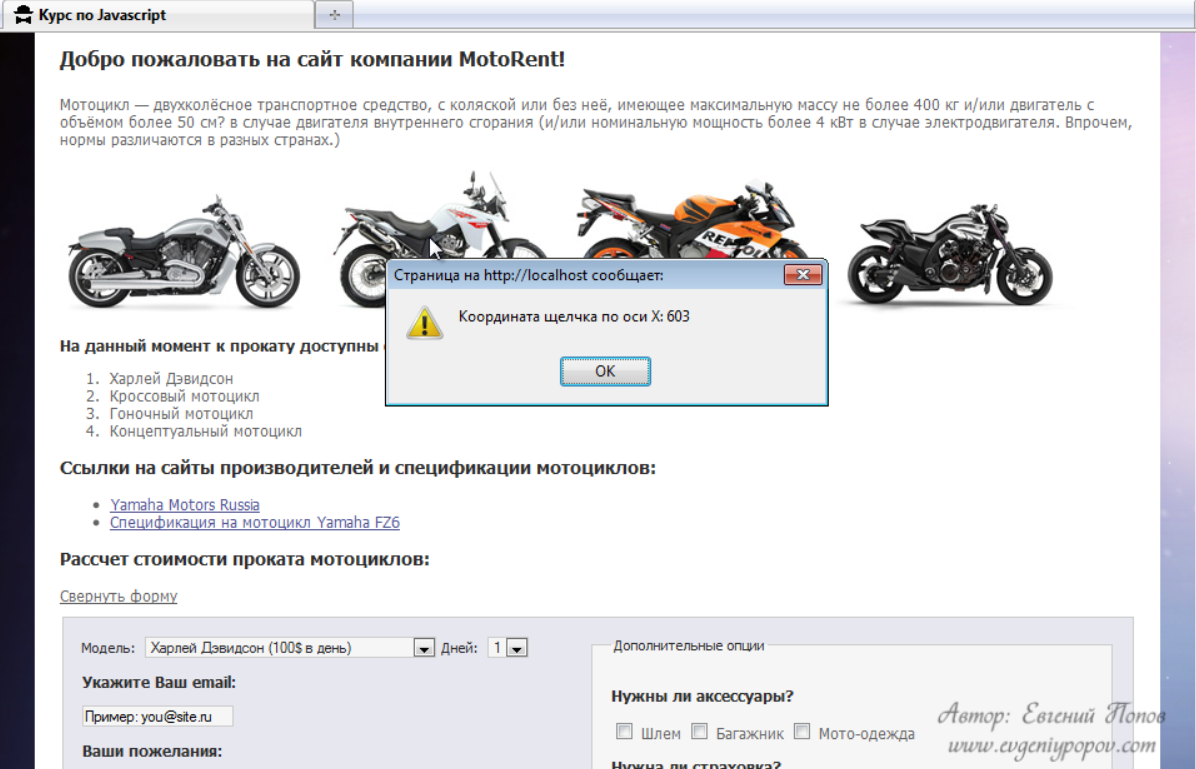 Курс по Javascript
Добро пожаловать на сайт компании MotoRent!
Мотоцикл — двухколёсное транспортное средство, с коляской или без неё, имеющее максимальную массу не более 400 кг и/или двигатель с
объёмом более 50 см? в случае двигателя внутреннего сгорания (и/или номинальную мощность более 4 кВт в случае электродвигателя. Впрочем,
нормы различаются в разных странах.)
Страница на http://localhost сообщает:
Координата щелчка по оси X: 603
OK
На данный момент к прокату доступны
1. Харлей Дэвидсон
2. Кроссовый мотоцикл
3. Гоночный мотоцикл
4. Концептуальный мотоцикл
Ссылки на сайты производителей и спецификации мотоциклов:
• Yamaha Motors Russia
• Спецификация на мотоцикл Yamaha FZ6
Рассчет стоимости проката мотоциклов:
Свернуть форму
Модель: Харлей Дэвидсон (100$ в день) Дней: 1
Укажите Ваш email:
Пример: you@site.ru
Ваши пожелания:
Дополнительные опции
Нужны ли аксессуары?
Шлем Багажник Мото-одежда
Нужна ли страховка?
Автор: Евгений Попов
www.evgeniypopov.com